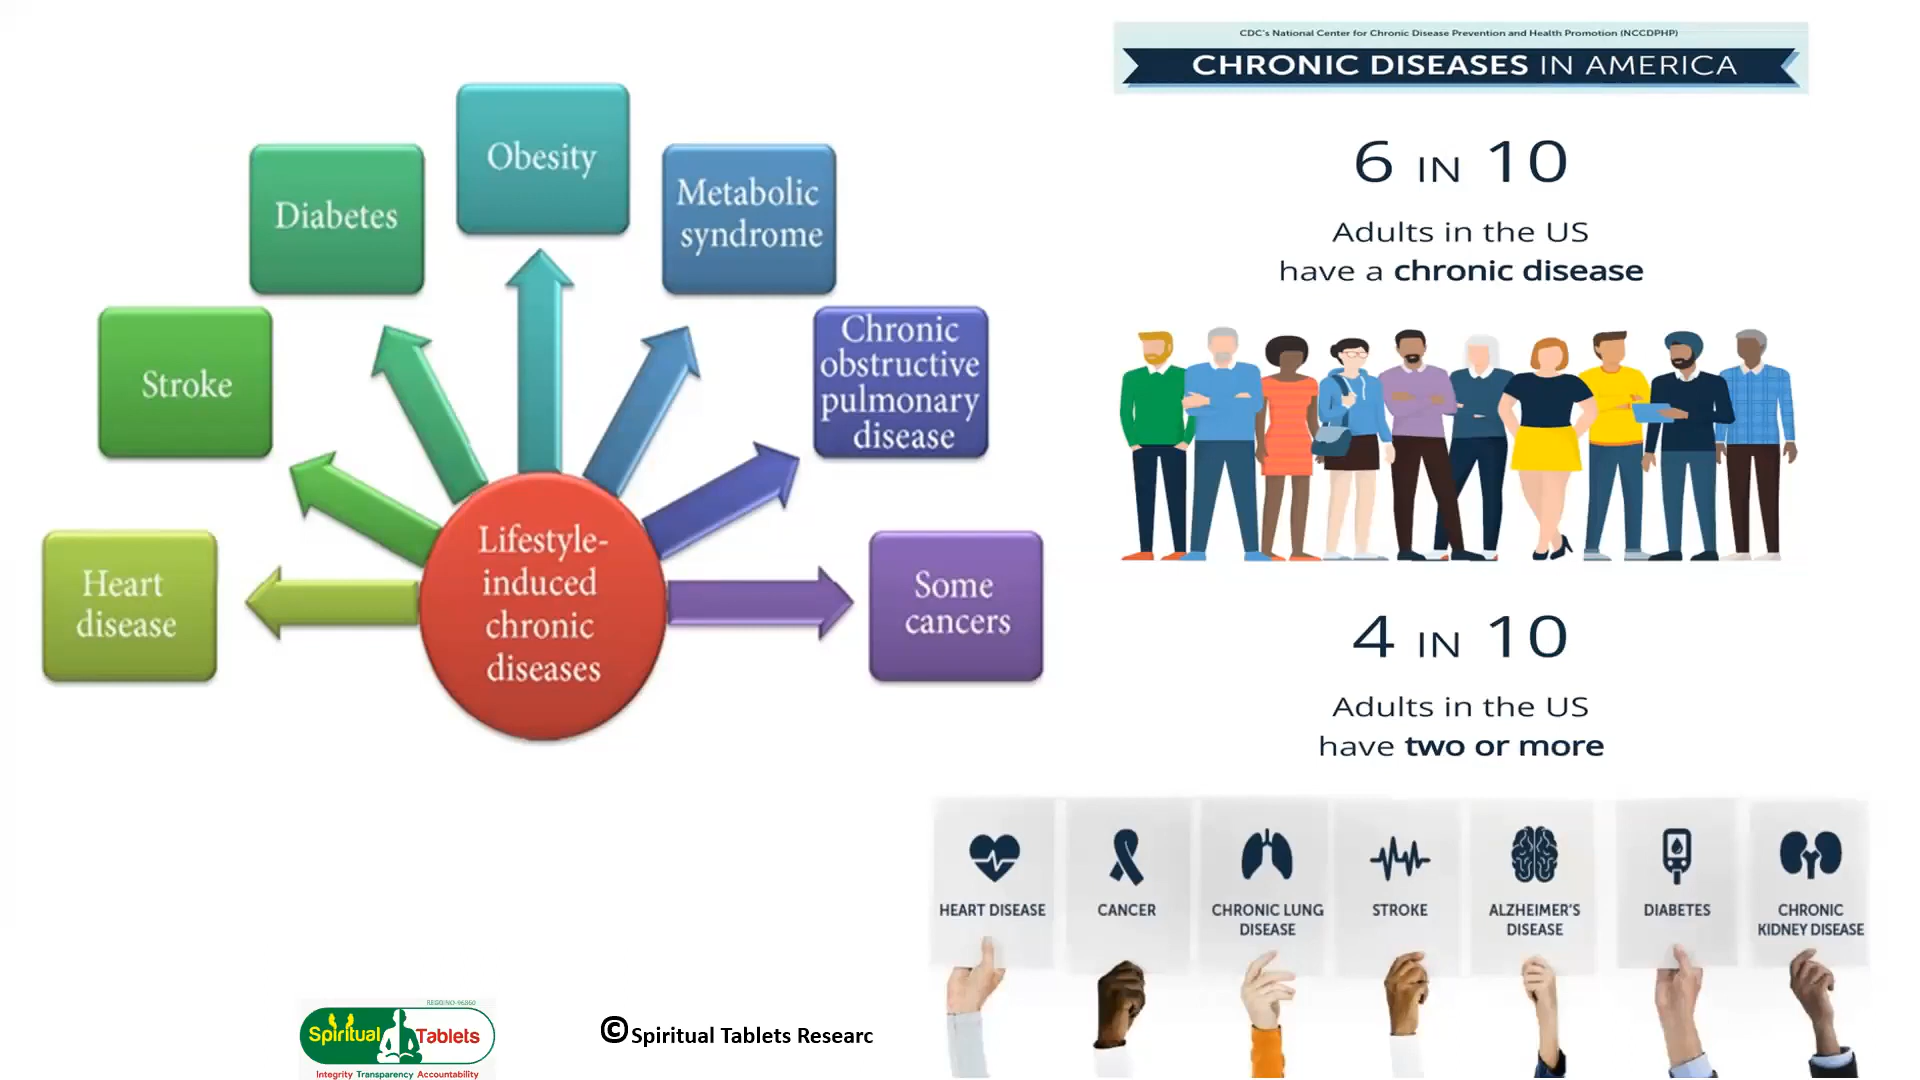 CDC's National Center for Chronic Disease Prevention and Health Promotion (NCCDPHP)
CHRONIC DISEASES IN AMERICA
6 IN 10
Adults in the US
have a chronic disease
4 IN 10
Adults in the US
have two or more
HEART DISEASE
CANCER
CHRONIC LUNG
DISEASE
STROKE
ALZHEIMER'S
DISEASE
DIABETES
CHRONIC
KIDNEY DISEASE
Heart
disease
Stroke
Diabetes
Obesity
Metabolic
syndrome
Chronic
obstructive
pulmonary
disease
Some
cancers
Lifestyle-
induced
chronic
diseases
REGD NO-96860
Spiritual Tablets
Integrity Transparency Accountability
©Spiritual Tablets Researc